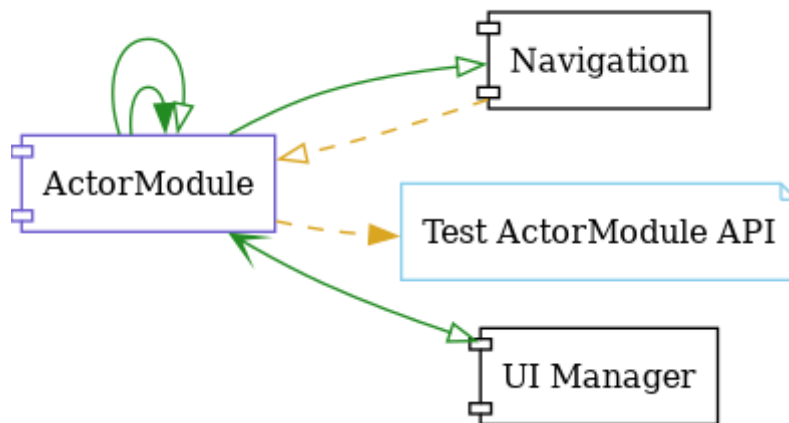 Navigation
ActorModule
Test ActorModule API
UI Manager